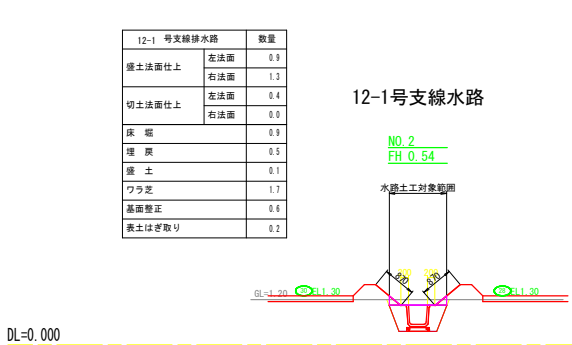 12-1 号支線排水路 数量
盛土法面仕上 左法面 0.9
右法面 1.3
切土法面仕上 左法面 0.4
右法面 0.0
床 堀 0.9
埋 戻 0.5
盛 土 0.1
ワラ芝 1.7
基面整正 0.6
表土はぎ取り 0.2
12-1号支線水路
NO.2
FH 0.54
水路土工対象範囲
870 870
GL=1.20 EL1.30 EL1.30
DL=0.000